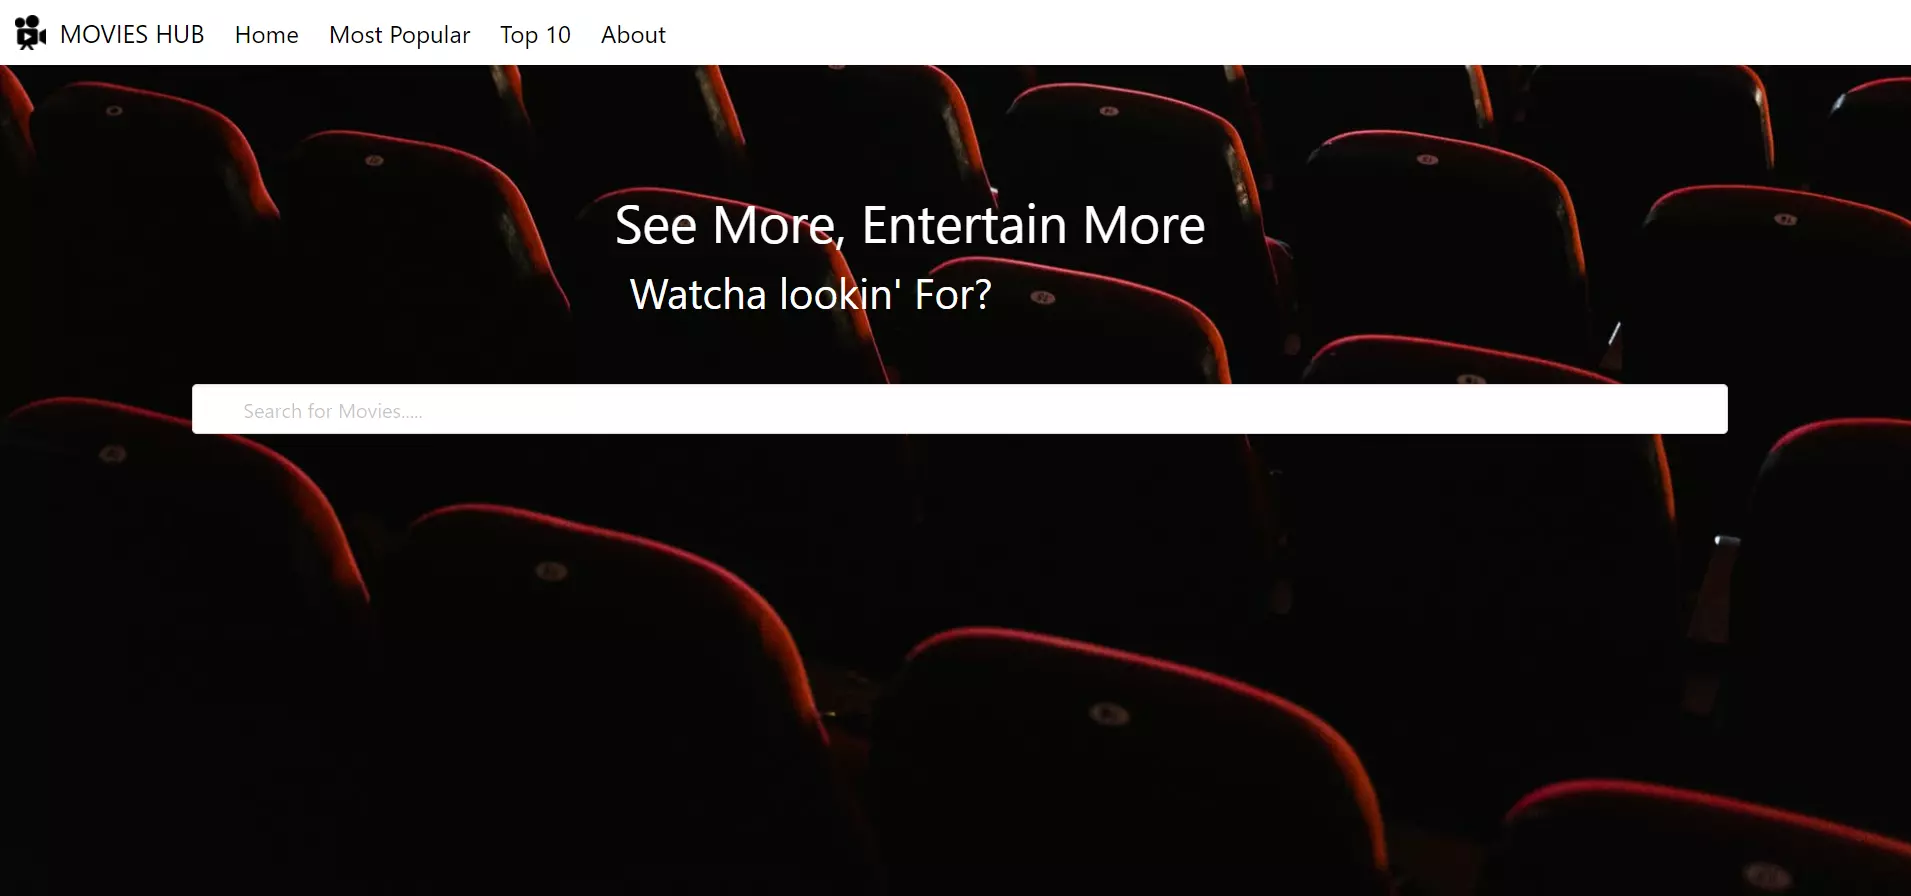 MOVIES HUB Home Most Popular Top 10 About
See More, Entertain More
Watcha lookin' For?
Search for Movies.....